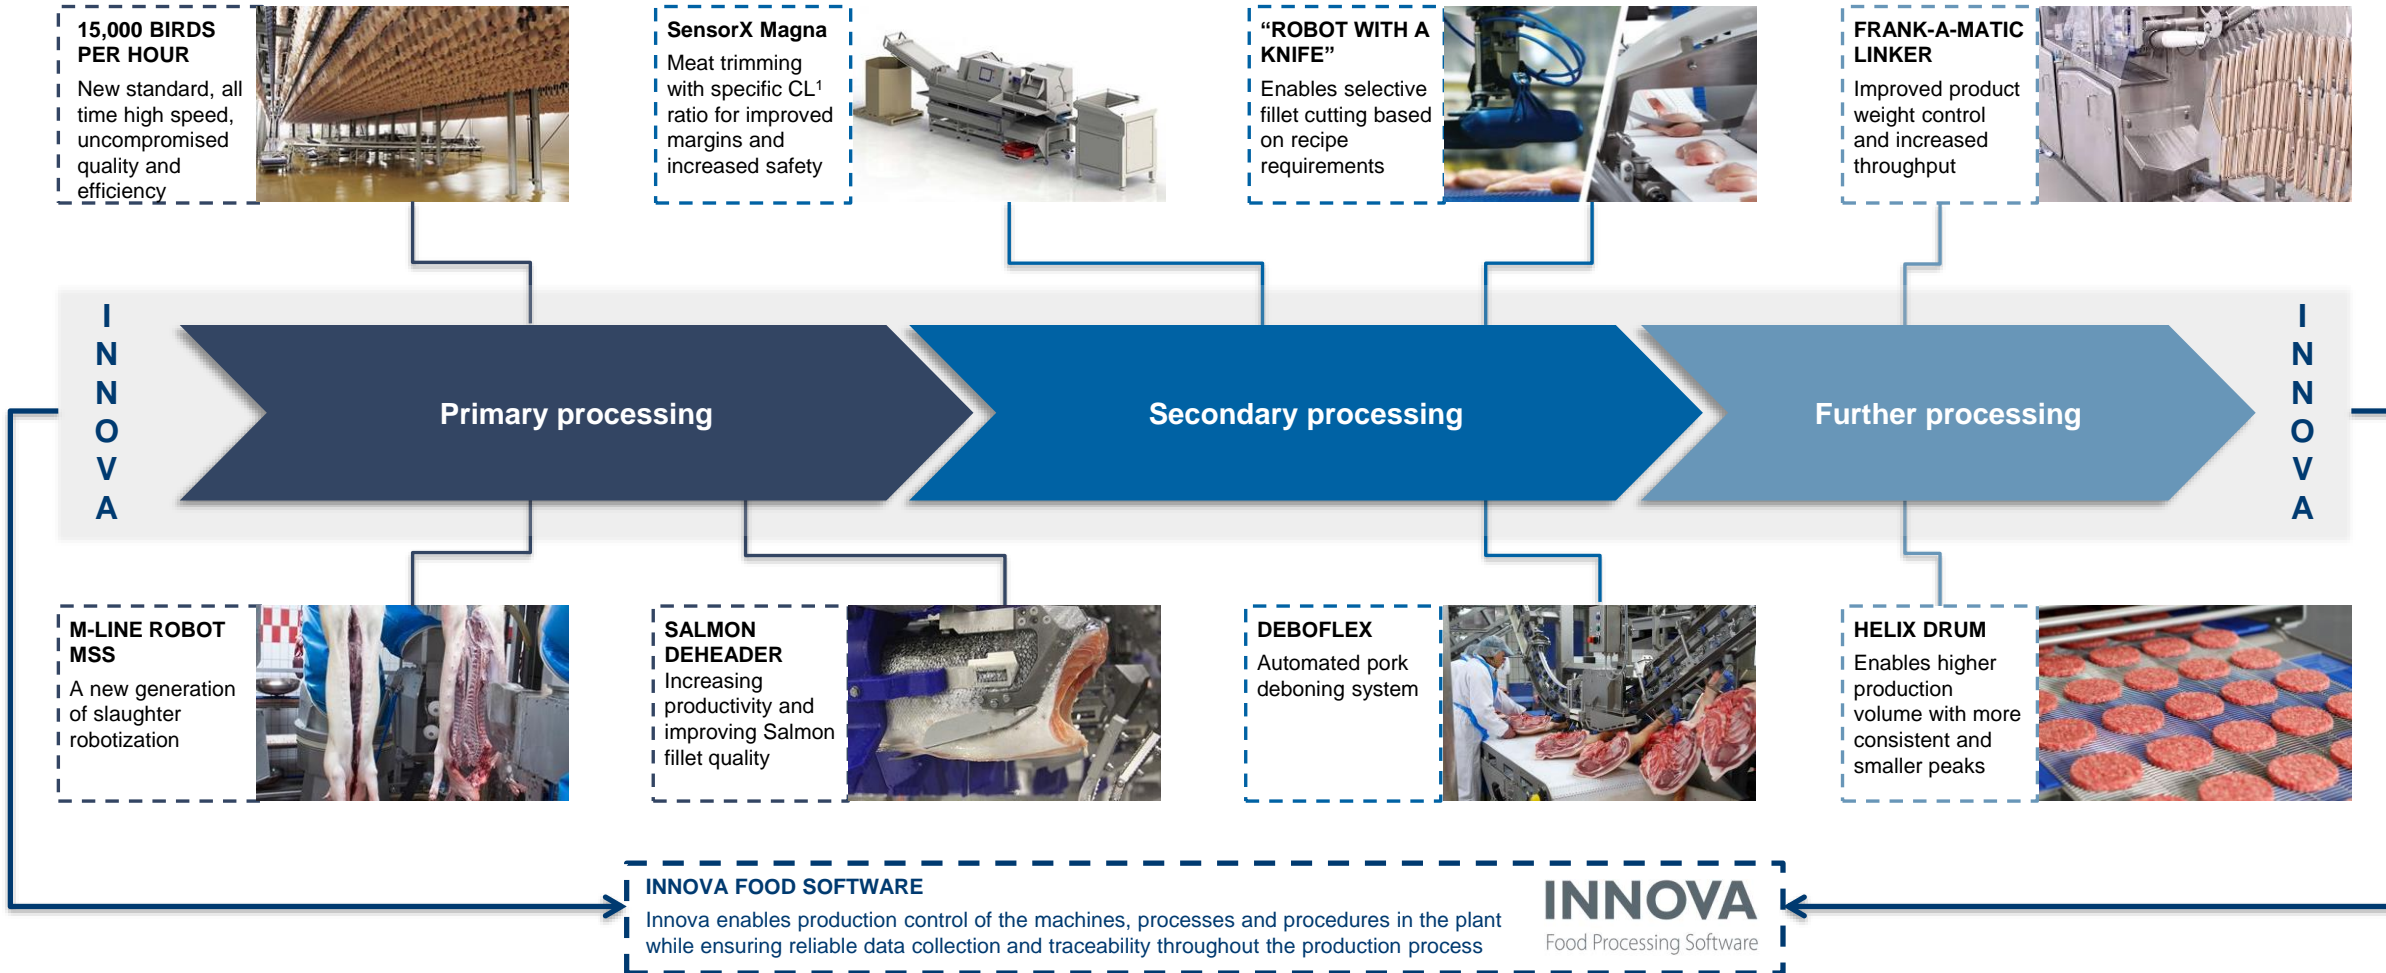 15,000 BIRDS
PER HOUR
New standard, all
time high speed,
uncompromised
quality and
efficiency
SensorX Magna
Meat trimming
with specific CL¹
ratio for improved
margins and
increased safety
“ROBOT WITH A
KNIFE”
Enables selective
fillet cutting based
on recipe
requirements
FRANK-A-MATIC
LINKER
Improved product
weight control
and increased
throughput
I
N
N
O
V
A
Primary processing
Secondary processing
Further processing
I
N
N
O
V
A
M-LINE ROBOT
MSS
A new generation
of slaughter
robotization
SALMON
DEHEADER
Increasing
productivity and
improving Salmon
fillet quality
DEBOFLEX
Automated pork
deboning system
HELIX DRUM
Enables higher
production
volume with more
consistent and
smaller peaks
INNOVA FOOD SOFTWARE
Innova enables production control of the machines, processes and procedures in the plant
while ensuring reliable data collection and traceability throughout the production process
INNOVA
Food Processing Software